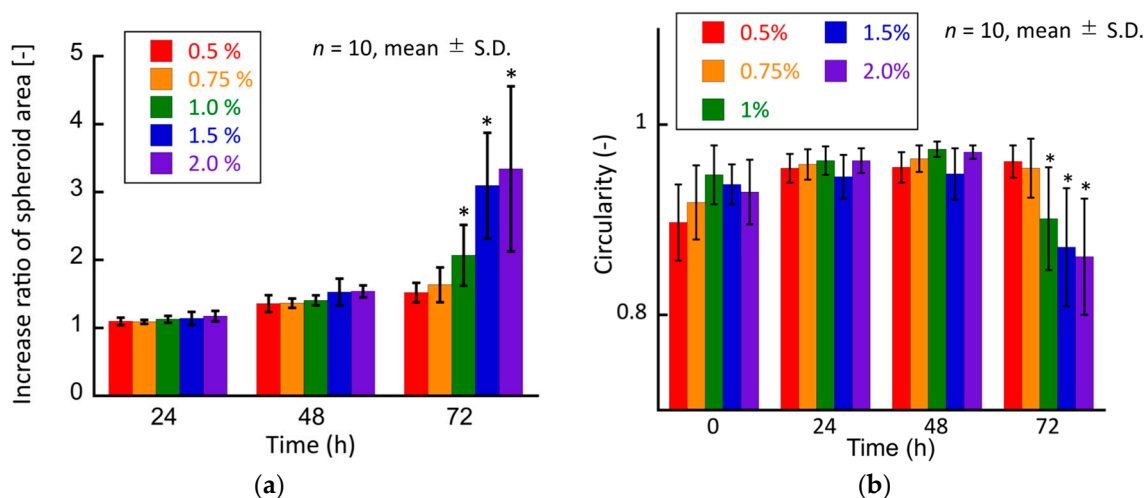 Increase ratio of spheroid area [-]
5
4
3
2
1
0
0.5 %
0.75 %
1.0 %
1.5 %
2.0 %
n = 10, mean ± S.D.
*
*
*
24 48 72
Time (h)
(a)
Circularity (-)
1
0.8
0.5% 1.5%
0.75% 2.0%
1%
n = 10, mean ± S.D.
*
*
*
0 24 48 72
Time (h)
(b)